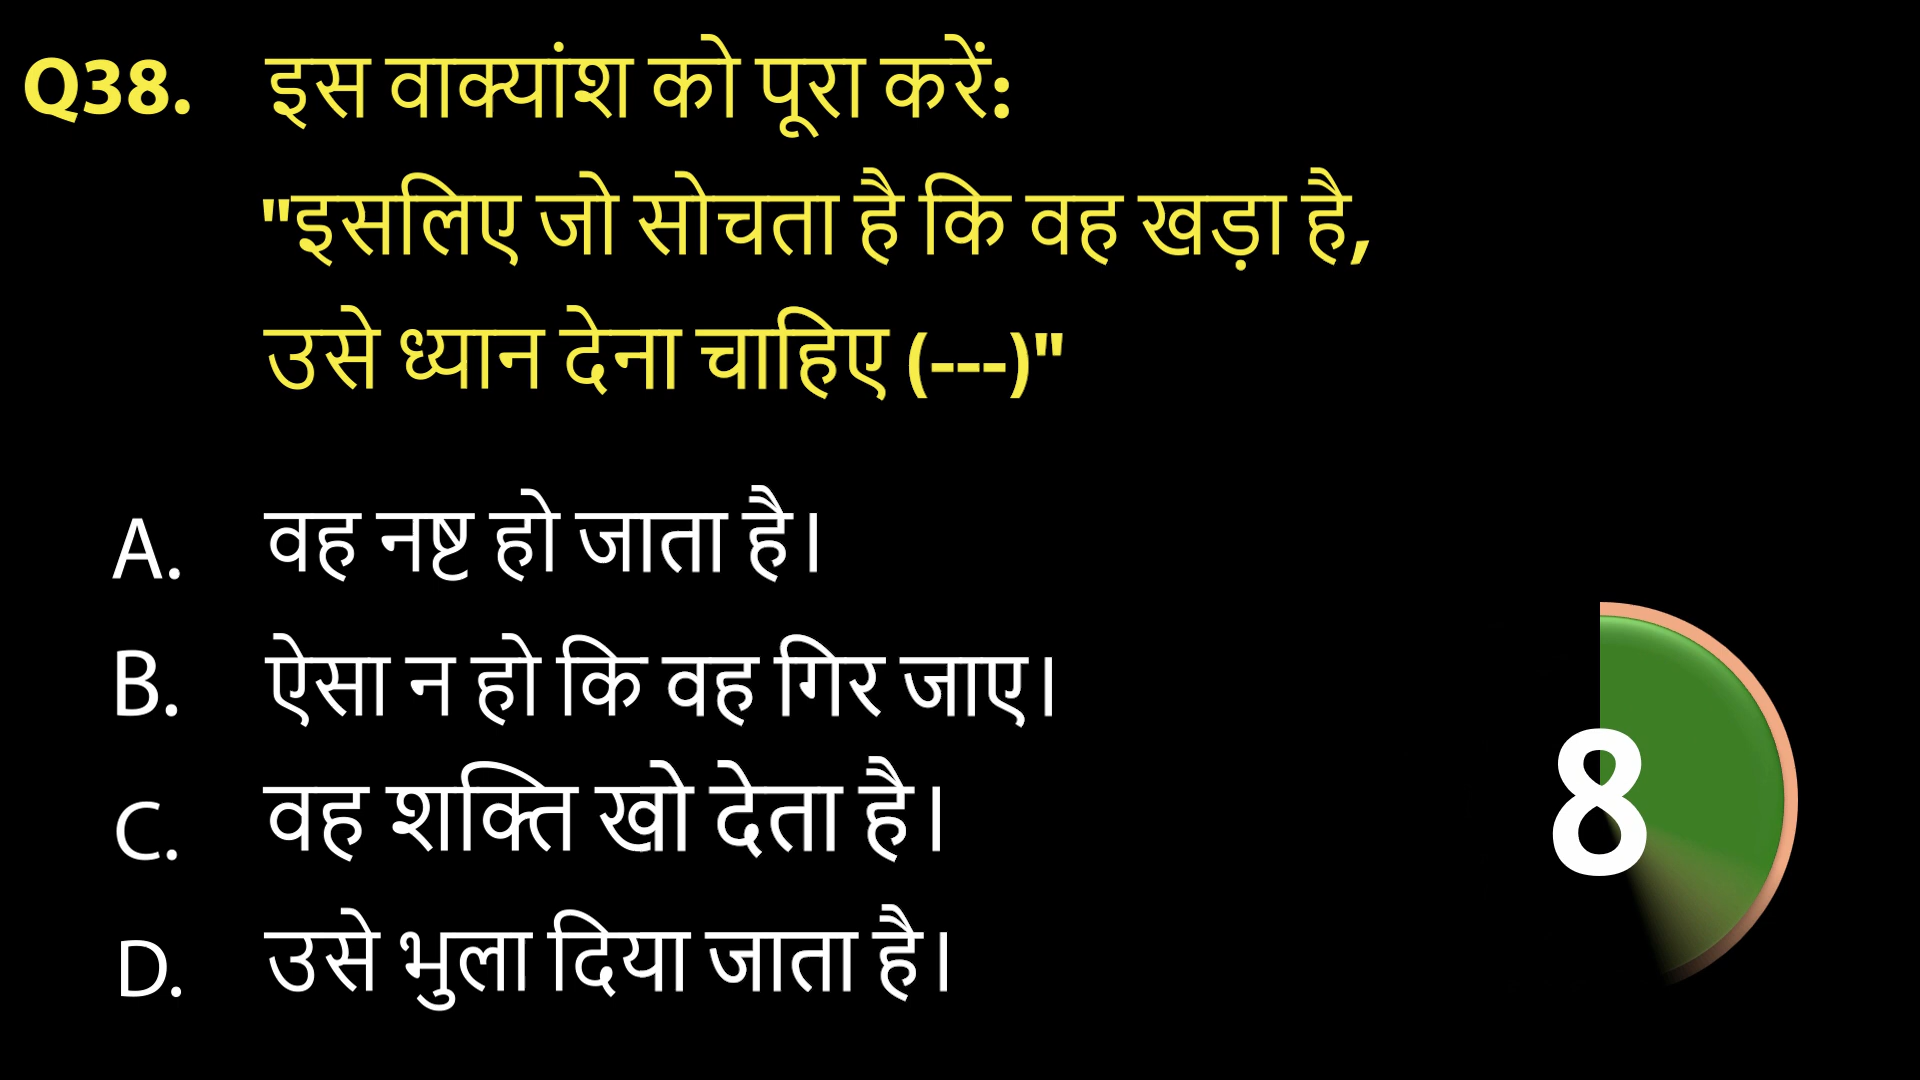 Q38. इस वाक्यांश को पूरा करें:
"इसलिए जो सोचता है कि वह खड़ा है,
उसे ध्यान देना चाहिए (---)"
A. वह नष्ट हो जाता है।
B. ऐसा न हो कि वह गिर जाए।
C. वह शक्ति खो देता है।
D. उसे भुला दिया जाता है।
8